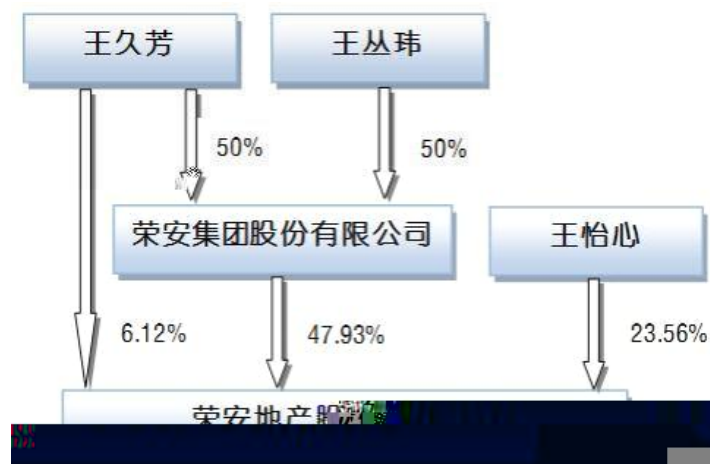 王久芳
王丛玮
50%
50%
荣安集团股份有限公司
王怡心
6.12%
47.93%
23.56%
荣安地产